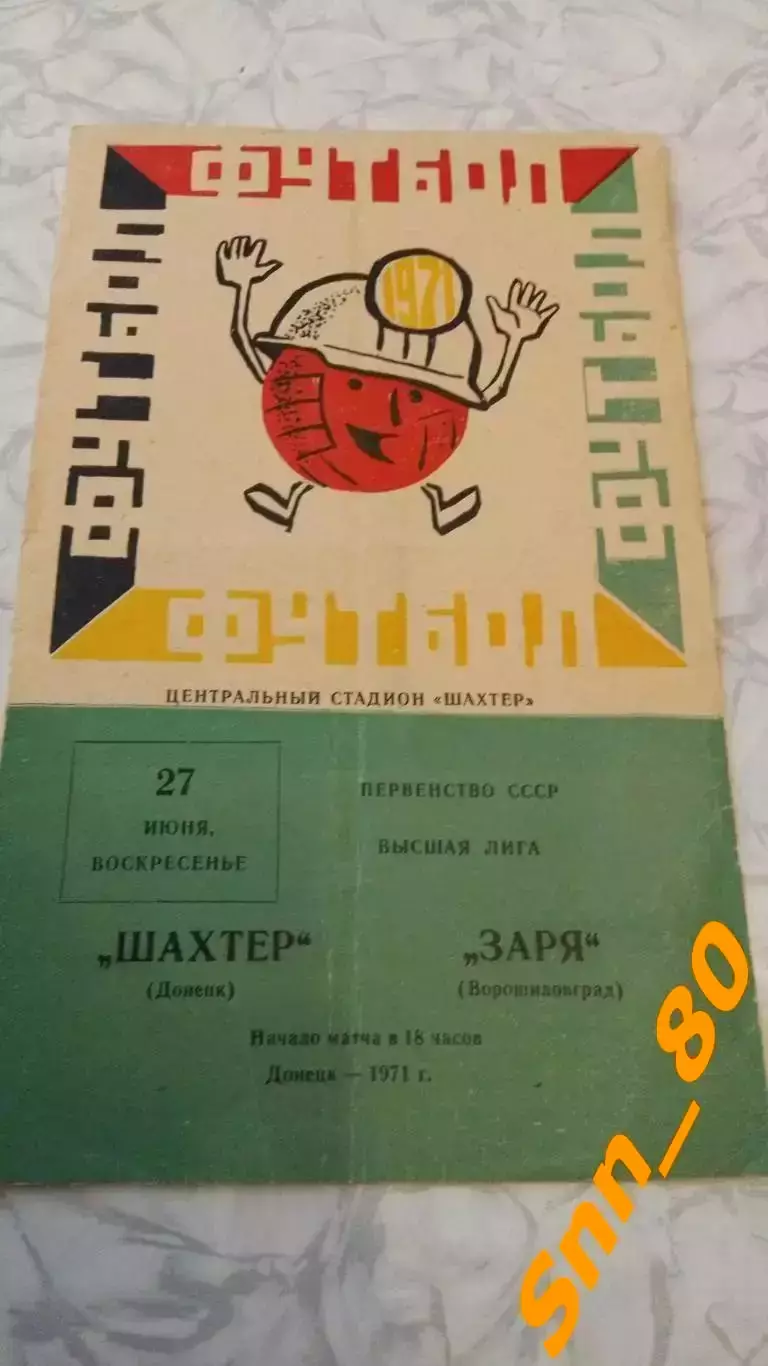 ФУТБОЛ
ФУТБОЛ
ФУТБОЛ
1971
ФУТБОЛ
ЦЕНТРАЛЬНЫЙ СТАДИОН «ШАХТЕР»
27
ИЮНЯ,
ВОСКРЕСЕНЬЕ
ПЕРВЕНСТВО СССР
ВЫСШАЯ ЛИГА
„ШАХТЕР“
(Донецк)
„ЗАРЯ“
(Ворошиловград)
Начало матча в 18 часов
Донецк — 1971 г.
Snn_80